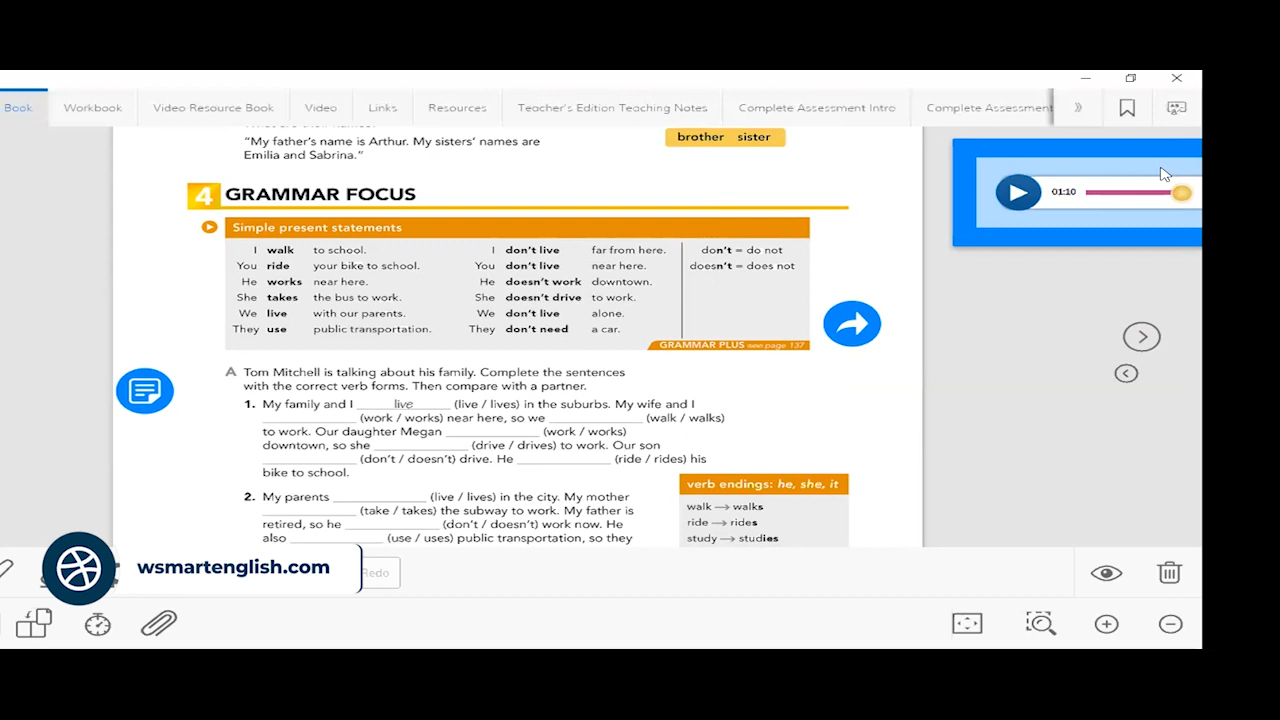 Book Workbook Video Resource Book Video Links Resources Teacher's Edition Teaching Notes Complete Assessment Intro Complete Assessment
"My father's name is Arthur. My sisters' names are
Emilia and Sabrina."
brother sister
01:10
4 GRAMMAR FOCUS
Simple present statements
I walk to school. I don't live far from here. don't = do not
You ride your bike to school. You don't live near here. doesn't = does not
He works near here. He doesn't work downtown.
She takes the bus to work. She doesn't drive to work.
We live with our parents. We don't live alone.
They use public transportation. They don't need a car.
GRAMMAR PLUS see page 137
A Tom Mitchell is talking about his family. Complete the sentences
with the correct verb forms. Then compare with a partner.
1. My family and I live (live / lives) in the suburbs. My wife and I
(work / works) near here, so we (walk / walks)
to work. Our daughter Megan (work / works)
downtown, so she (drive / drives) to work. Our son
(don't / doesn't) drive. He (ride / rides) his
bike to school.
2. My parents (live / lives) in the city. My mother
(take / takes) the subway to work. My father is
retired, so he (don't / doesn't) work now. He
also (use / uses) public transportation, so they
verb endings: he, she, it
walk → walks
ride → rides
study → studies
wsmartenglish.com
Redo